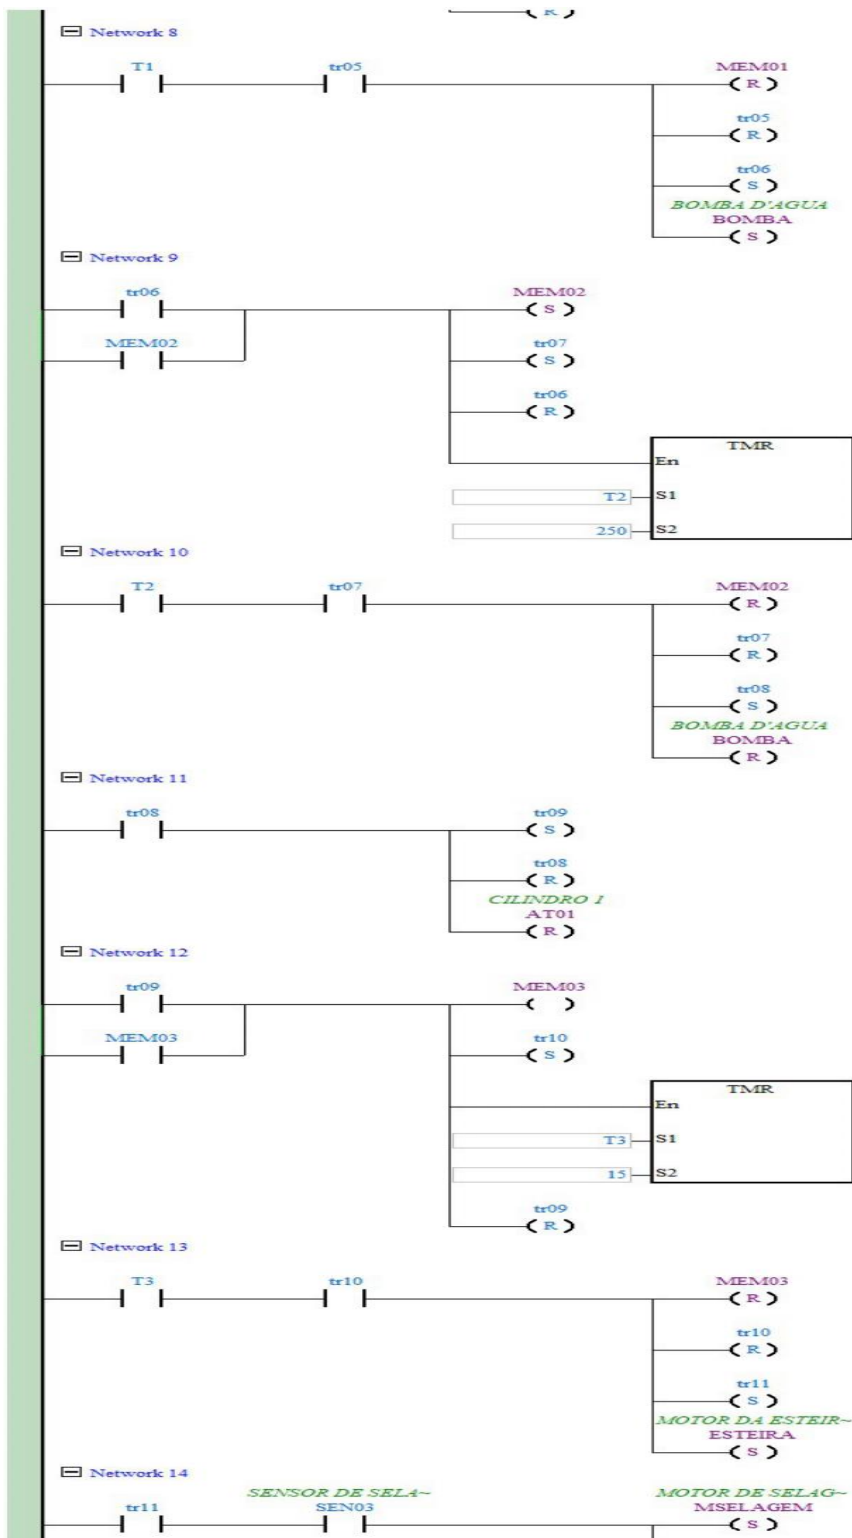 R
Network 8
T1 tr05 MEM01
R
tr05
R
tr06
S
BOMBA D'AGUA
BOMBA
S
Network 9
tr06 MEM02
S
MEM02 tr07
S
tr06
R
TMR
En
T2 S1
250 S2
Network 10
T2 tr07 MEM02
R
tr07
R
tr08
S
BOMBA D'AGUA
BOMBA
R
Network 11
tr08 tr09
S
tr08
R
CILINDRO 1
AT01
R
Network 12
tr09 MEM03
MEM03 tr10
S
TMR
En
T3 S1
15 S2
tr09
R
Network 13
T3 tr10 MEM03
R
tr10
R
tr11
S
MOTOR DA ESTEIR~
ESTEIRA
S
Network 14
SENSOR DE SELA~ MOTOR DE SELAG~
tr11 SEN03 MSELAGEM
S